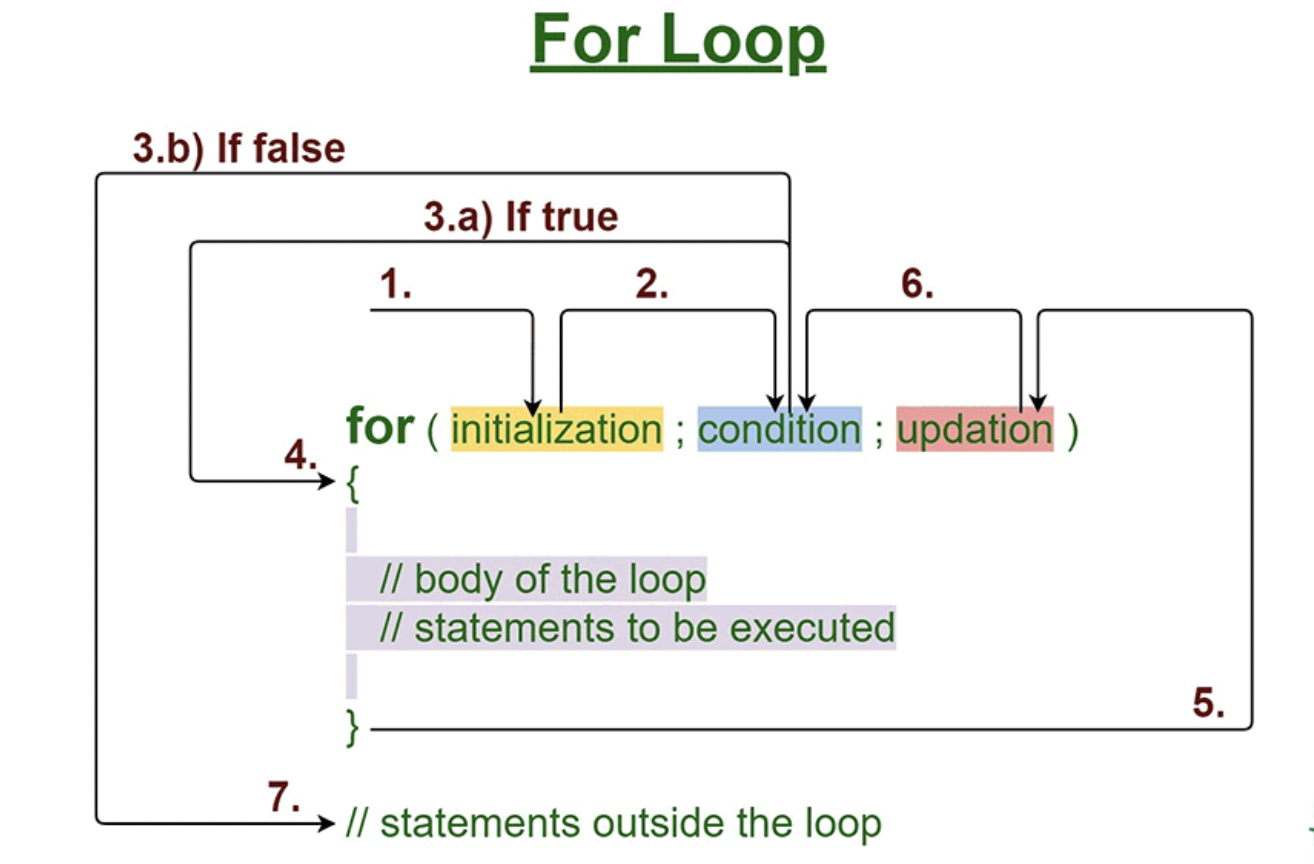 For Loop
3.b) If false
3.a) If true
1.
2.
6.
for ( initialization ; condition ; updation )
4.
{
// body of the loop
// statements to be executed
5.
}
7.
// statements outside the loop